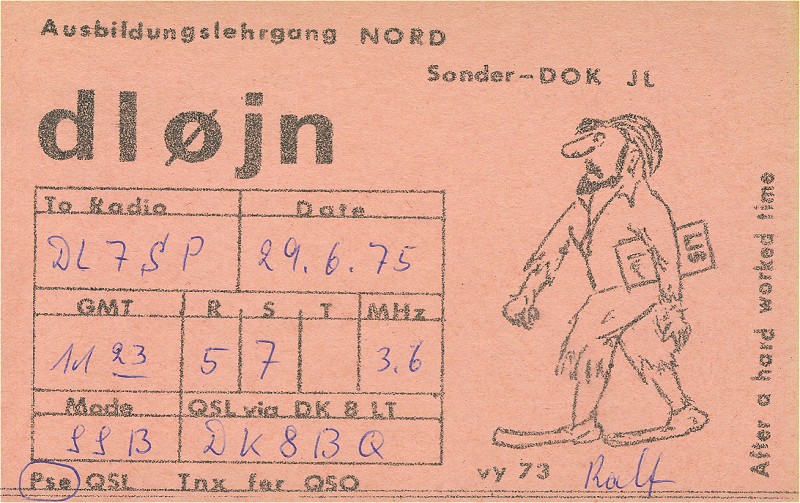 Ausbildungslehrgang NORD
Sonder-DOK JL
dløjn
To Radio Date
DL7SP 29.6.75
GMT R S T MHz
1123 5 7 3.6
Mode QSL via DK 8 LT
SSB DK8BQ
Pse QSL Tnx for QSO
vy 73 Ralf
After a hard worked time